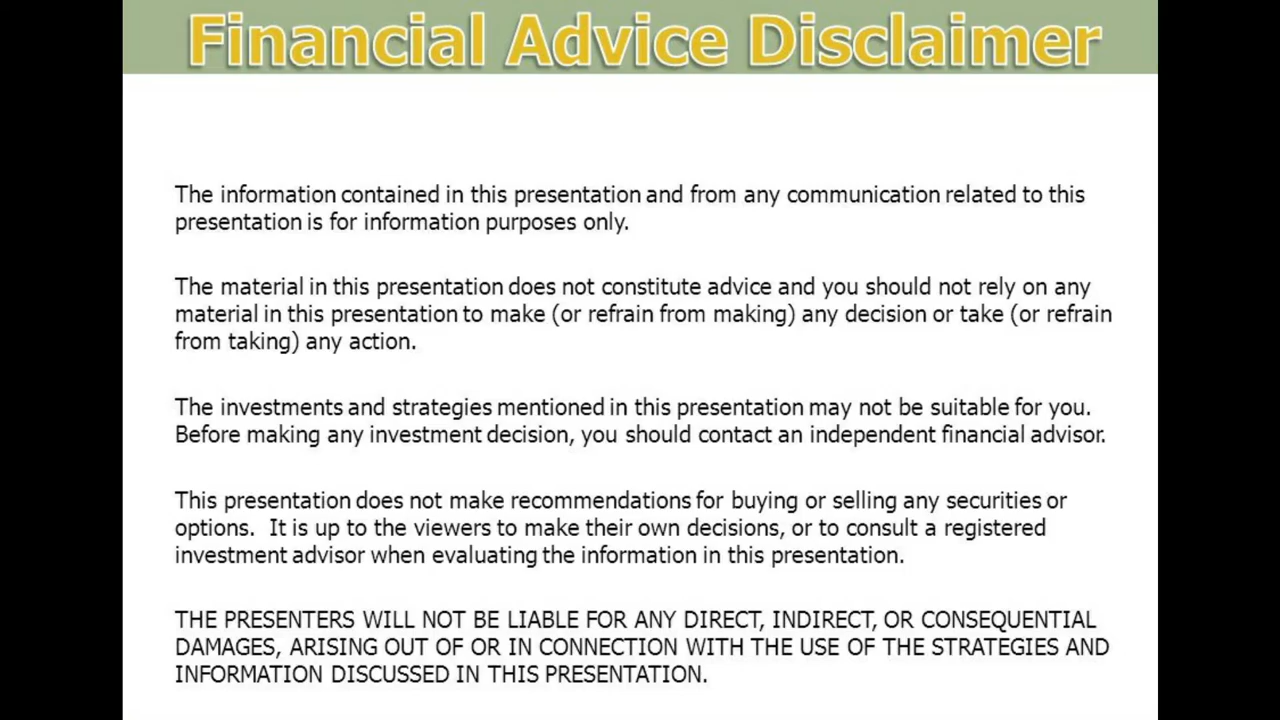 Financial Advice Disclaimer
The information contained in this presentation and from any communication related to this
presentation is for information purposes only.
The material in this presentation does not constitute advice and you should not rely on any
material in this presentation to make (or refrain from making) any decision or take (or refrain
from taking) any action.
The investments and strategies mentioned in this presentation may not be suitable for you.
Before making any investment decision, you should contact an independent financial advisor.
This presentation does not make recommendations for buying or selling any securities or
options.  It is up to the viewers to make their own decisions, or to consult a registered
investment advisor when evaluating the information in this presentation.
THE PRESENTERS WILL NOT BE LIABLE FOR ANY DIRECT, INDIRECT, OR CONSEQUENTIAL
DAMAGES, ARISING OUT OF OR IN CONNECTION WITH THE USE OF THE STRATEGIES AND
INFORMATION DISCUSSED IN THIS PRESENTATION.